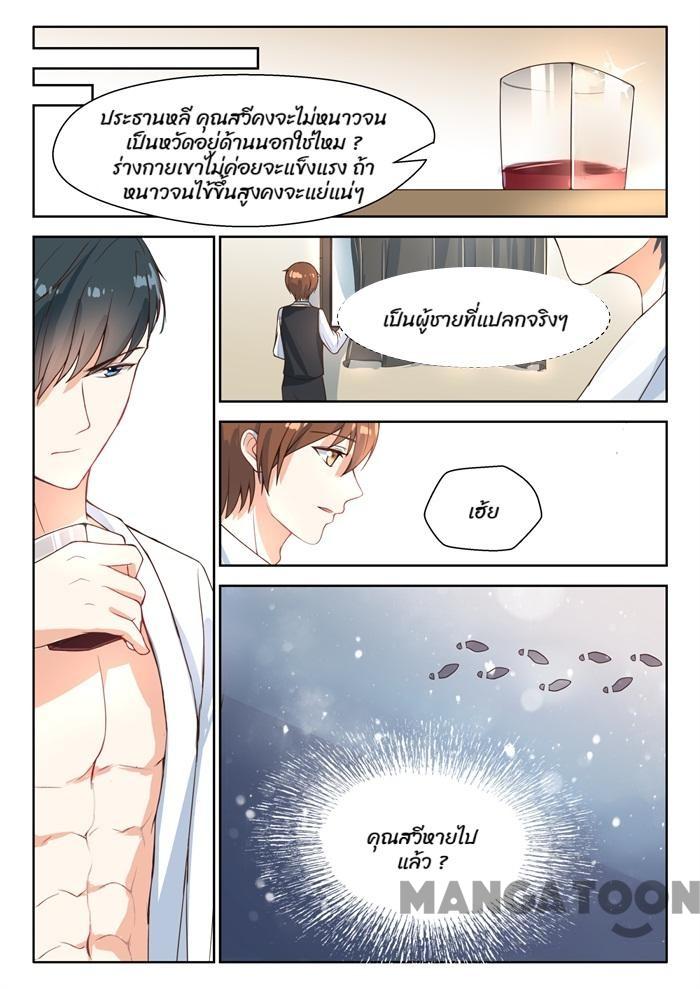 ประธานหลี คุณสวีคงจะไม่หนาวจน
เป็นหวัดอยู่ด้านนอกใช่ไหม ?
ร่างกายเขาไม่ค่อยจะแข็งแรง ถ้า
หนาวจนไข้ขึ้นสูงคงจะแย่แน่ๆ
เป็นผู้ชายที่แปลกจริงๆ
เฮ้ย
คุณสวีหายไป
แล้ว ?
MANGATOON